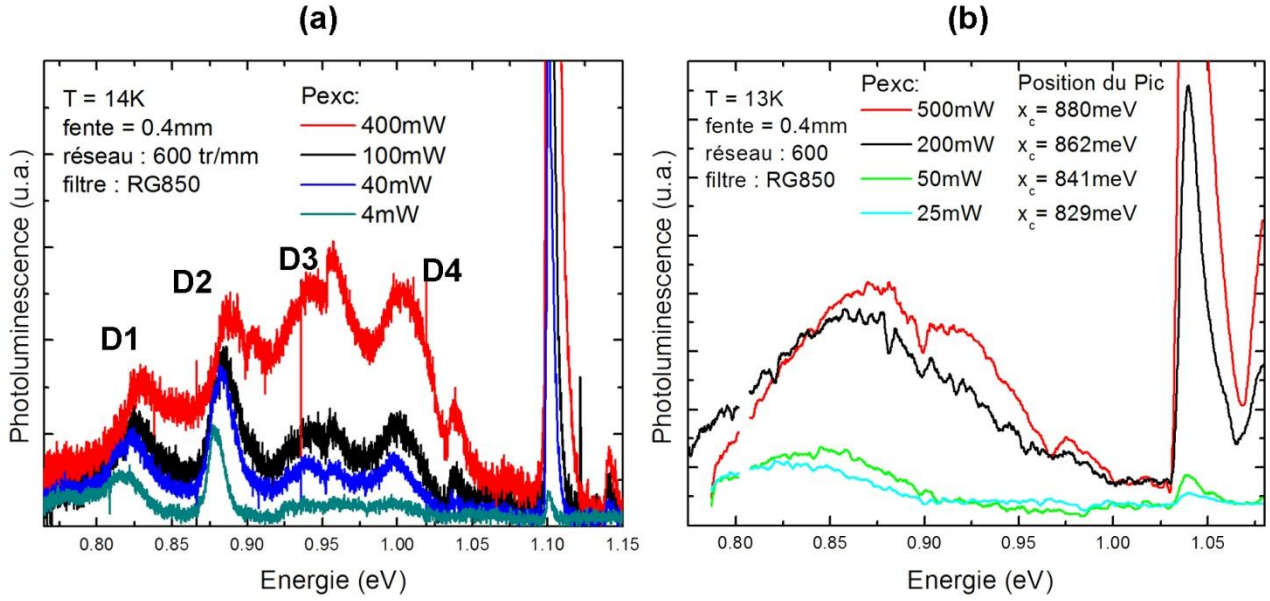 (a)
T = 14K
fente = 0.4mm
réseau : 600 tr/mm
filtre : RG850
Pexc:
400mW
100mW
40mW
4mW
D1
D2
D3
D4
Photoluminescence (u.a.)
0.80 0.85 0.90 0.95 1.00 1.05 1.10 1.15
Energie (eV)
(b)
T = 13K
fente = 0.4mm
réseau : 600
filtre : RG850
Pexc: Position du Pic
500mW x_c = 880meV
200mW x_c = 862meV
50mW x_c = 841meV
25mW x_c = 829meV
Photoluminescence (u.a.)
0.80 0.85 0.90 0.95 1.00 1.05
Energie (eV)